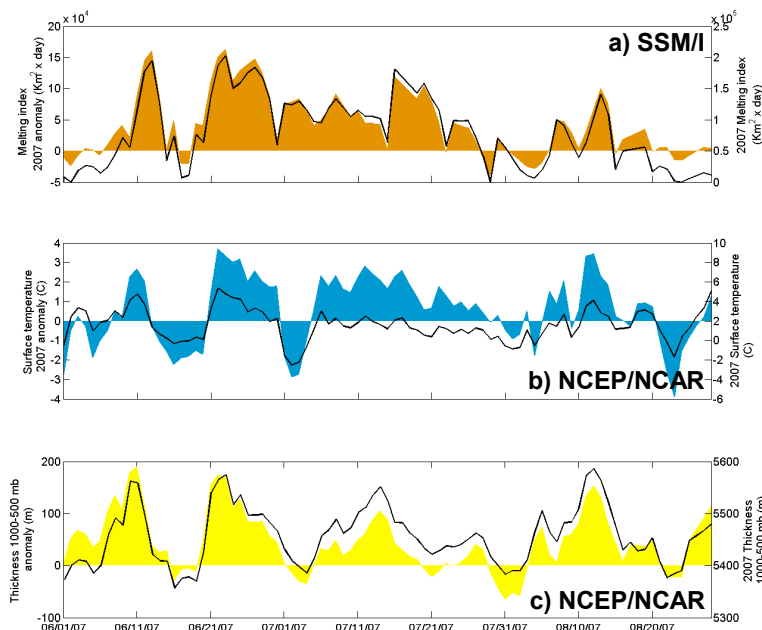 x 10^4
x 10^5
a) SSM/I
20
15
10
5
0
-5
2.5
2
1.5
1
0.5
0
Melting index
2007 anomaly (Km² x day)
2007 Melting index
(Km² x day)
4
3
2
1
0
-1
-2
-3
-4
10
8
6
4
2
0
-2
-4
-6
Surface temperature
2007 anomaly (C)
2007 Surface temperature
(C)
b) NCEP/NCAR
200
100
0
-100
5600
5500
5400
5300
Thickness 1000-500 mb
anomaly (m)
2007 Thickness
1000-500 mb (m)
c) NCEP/NCAR
06/01/07 06/11/07 06/21/07 07/01/07 07/11/07 07/21/07 07/31/07 08/10/07 08/20/07